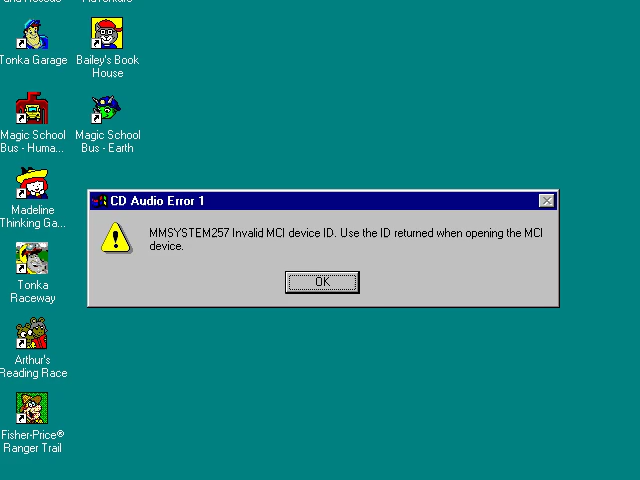 Tonka Garage
Bailey's Book
House
Magic School
Bus - Huma...
Magic School
Bus - Earth
Madeline
Thinking Ga...
Tonka
Raceway
Arthur's
Reading Race
Fisher-Price®
Ranger Trail
CD Audio Error 1
MMSYSTEM257 Invalid MCI device ID. Use the ID returned when opening the MCI
device.
OK